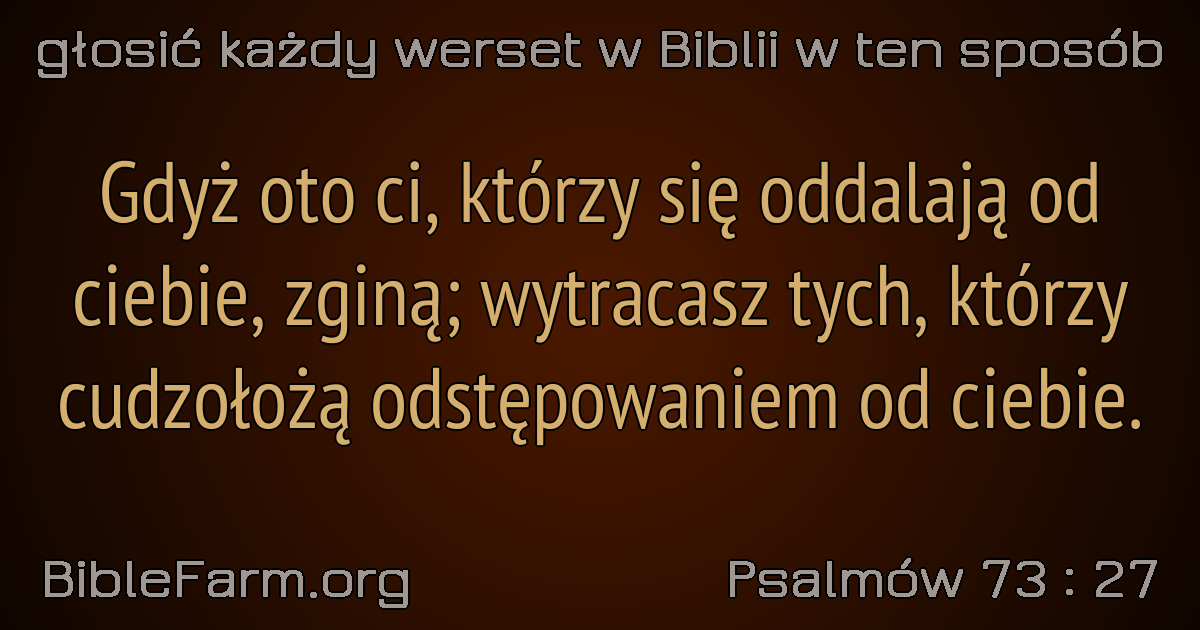 głosić każdy werset w Biblii w ten sposób
Gdyż oto ci, którzy się oddalają od
ciebie, zginą; wytracasz tych, którzy
cudzołożą odstępowaniem od ciebie.
BibleFarm.org
Psalmów 73 : 27